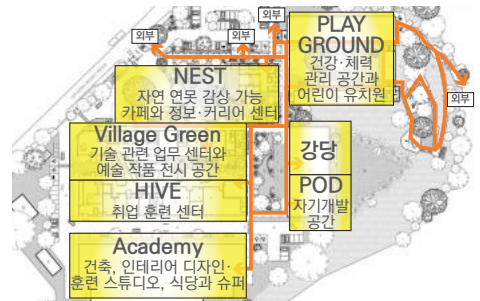 외부
외부
외부
PLAY
GROUND
건강·체력
관리 공간과
어린이 유치원
외부
NEST
자연 연못 감상 가능
카페와 정보·커리어 센터
Village Green
기술 관련 업무 센터와
예술 작품 전시 공간
강당
HIVE
취업 훈련 센터
POD
자기개발
공간
Academy
건축, 인테리어 디자인·
훈련 스튜디오, 식당과 슈퍼